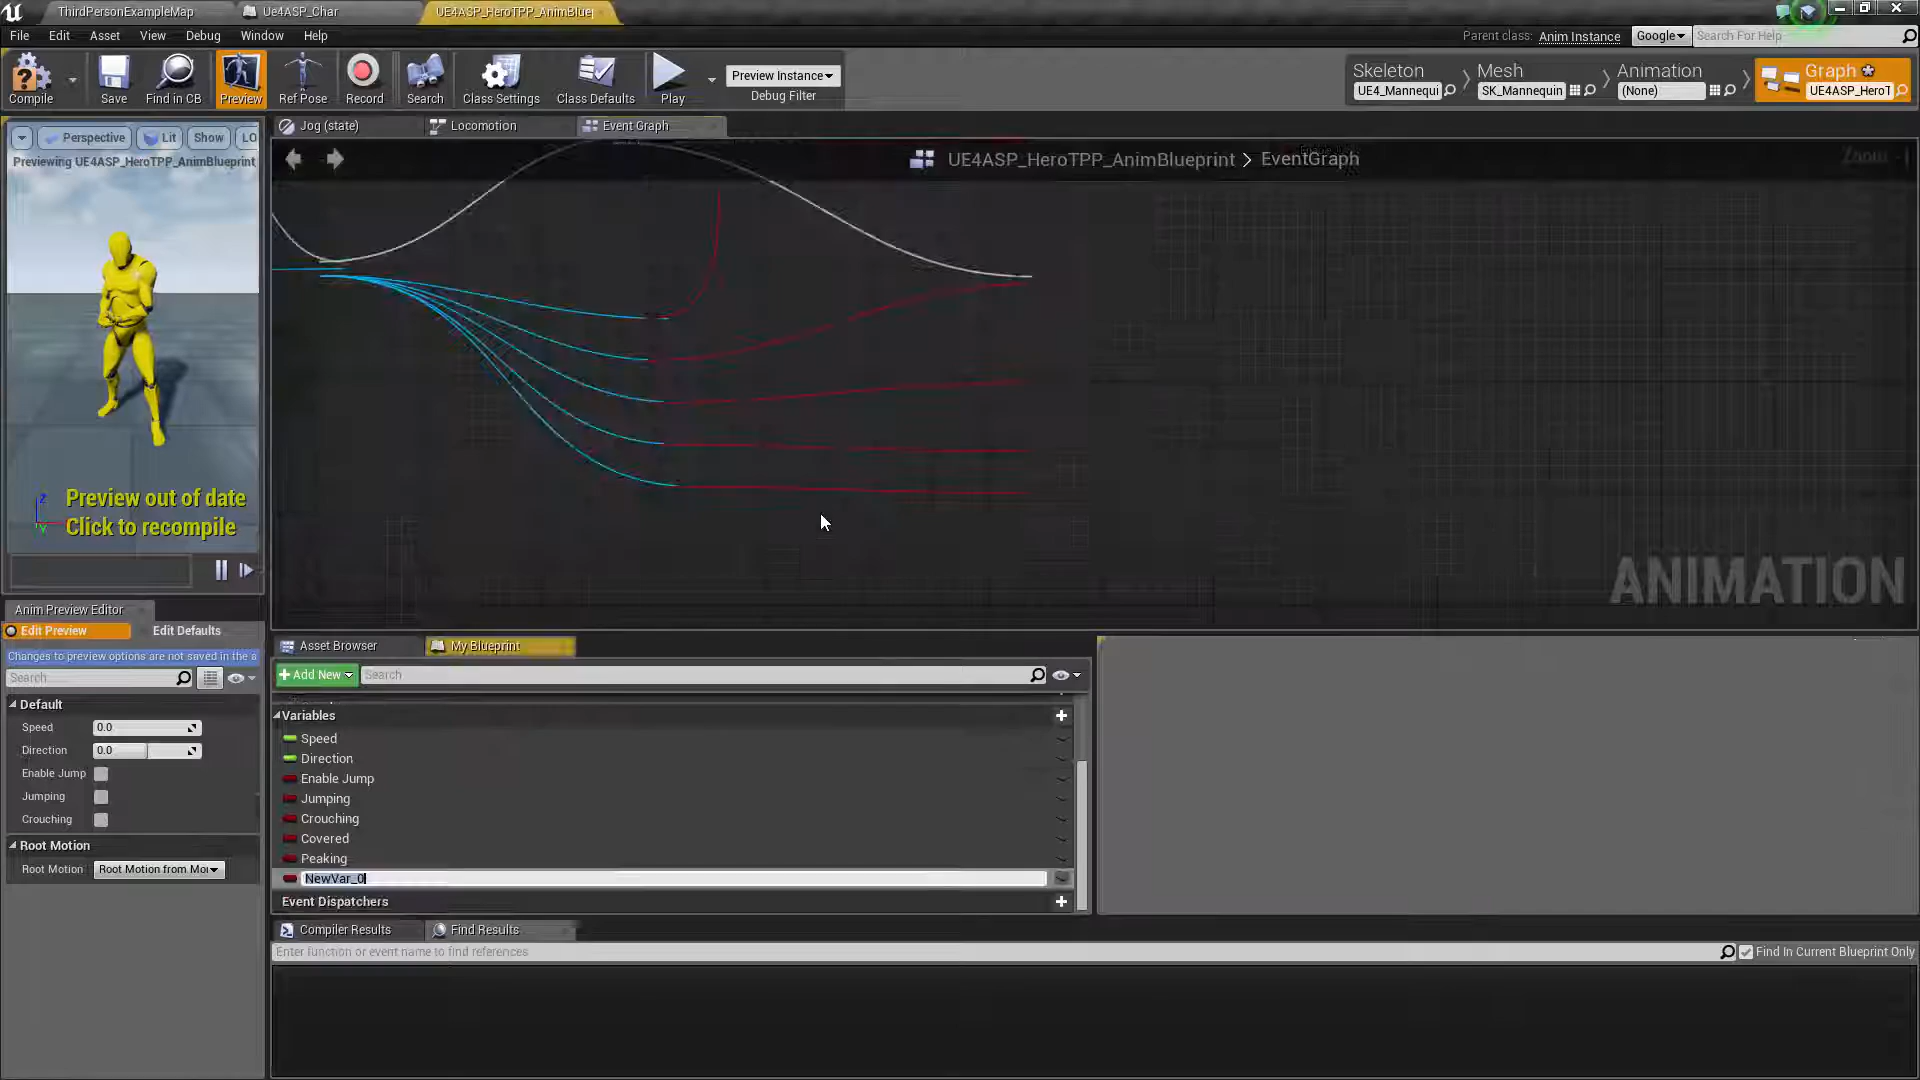 ThirdPersonExampleMap
Ue4ASP_Char
UE4ASP_HeroTPP_AnimBluep
File Edit Asset View Debug Window Help
Parent class: Anim Instance
Google
Search For Help
Compile
Save
Find in CB
Preview
Ref Pose
Record
Search
Class Settings
Class Defaults
Play
Preview Instance
Debug Filter
Skeleton
UE4_Mannequi
Mesh
SK_Mannequin
Animation
(None)
Graph
UE4ASP_HeroT
Perspective
Lit
Show
LO
Previewing UE4ASP_HeroTPP_AnimBlueprint
Jog (state)
Locomotion
Event Graph
UE4ASP_HeroTPP_AnimBlueprint > EventGraph
Zoom -
Preview out of date
Click to recompile
ANIMATION
Anim Preview Editor
Edit Preview
Edit Defaults
Changes to preview options are not saved in the a
Search
Default
Speed 0.0
Direction 0.0
Enable Jump
Jumping
Crouching
Root Motion
Root Motion Root Motion from Mo
Asset Browser
My Blueprint
+ Add New
Search
Variables
Speed
Direction
Enable Jump
Jumping
Crouching
Covered
Peaking
NewVar_0
Event Dispatchers
Compiler Results
Find Results
Enter function or event name to find references
Find In Current Blueprint Only